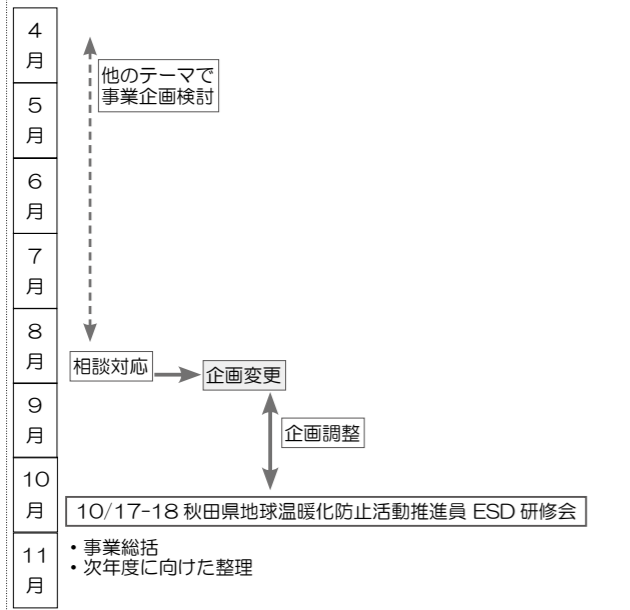 4
月
他のテーマで
事業企画検討
5
月
6
月
7
月
8
月
相談対応
企画変更
9
月
企画調整
10
月
10/17-18 秋田県地球温暖化防止活動推進員 ESD 研修会
11
月
・事業総括
・次年度に向けた整理